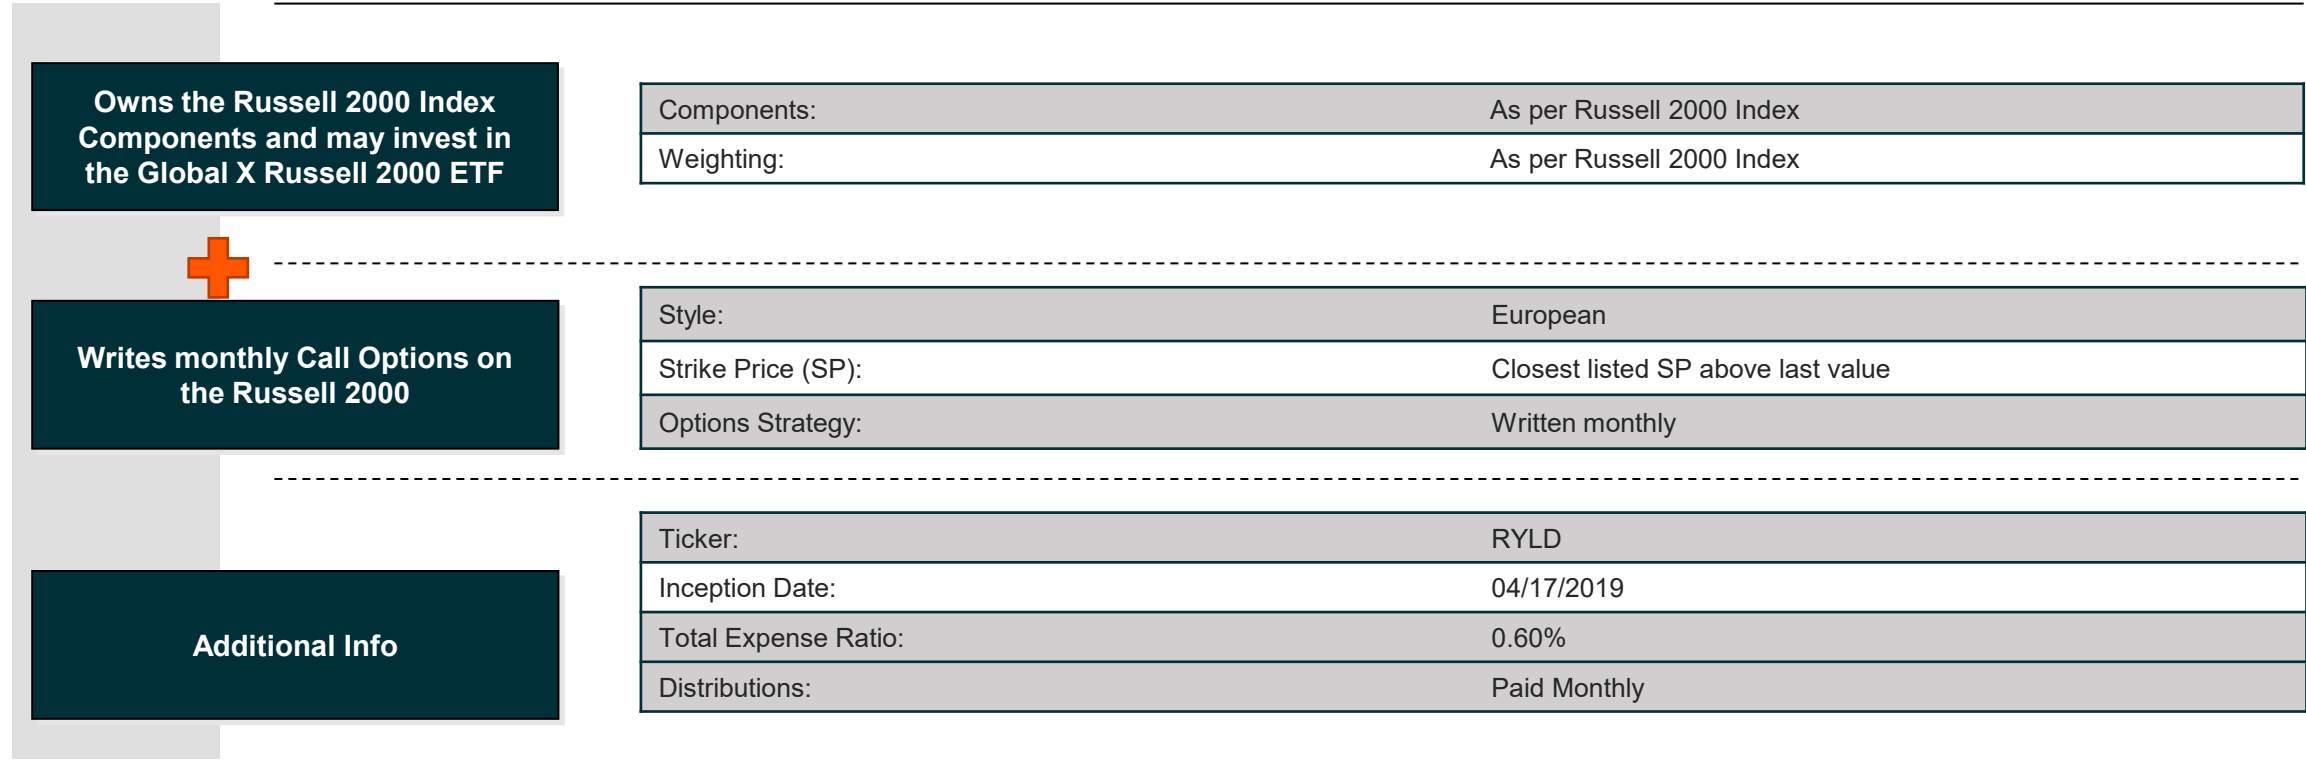 Owns the Russell 2000 Index
Components and may invest in
the Global X Russell 2000 ETF
Components: As per Russell 2000 Index
Weighting: As per Russell 2000 Index
Writes monthly Call Options on
the Russell 2000
Style: European
Strike Price (SP): Closest listed SP above last value
Options Strategy: Written monthly
Additional Info
Ticker: RYLD
Inception Date: 04/17/2019
Total Expense Ratio: 0.60%
Distributions: Paid Monthly